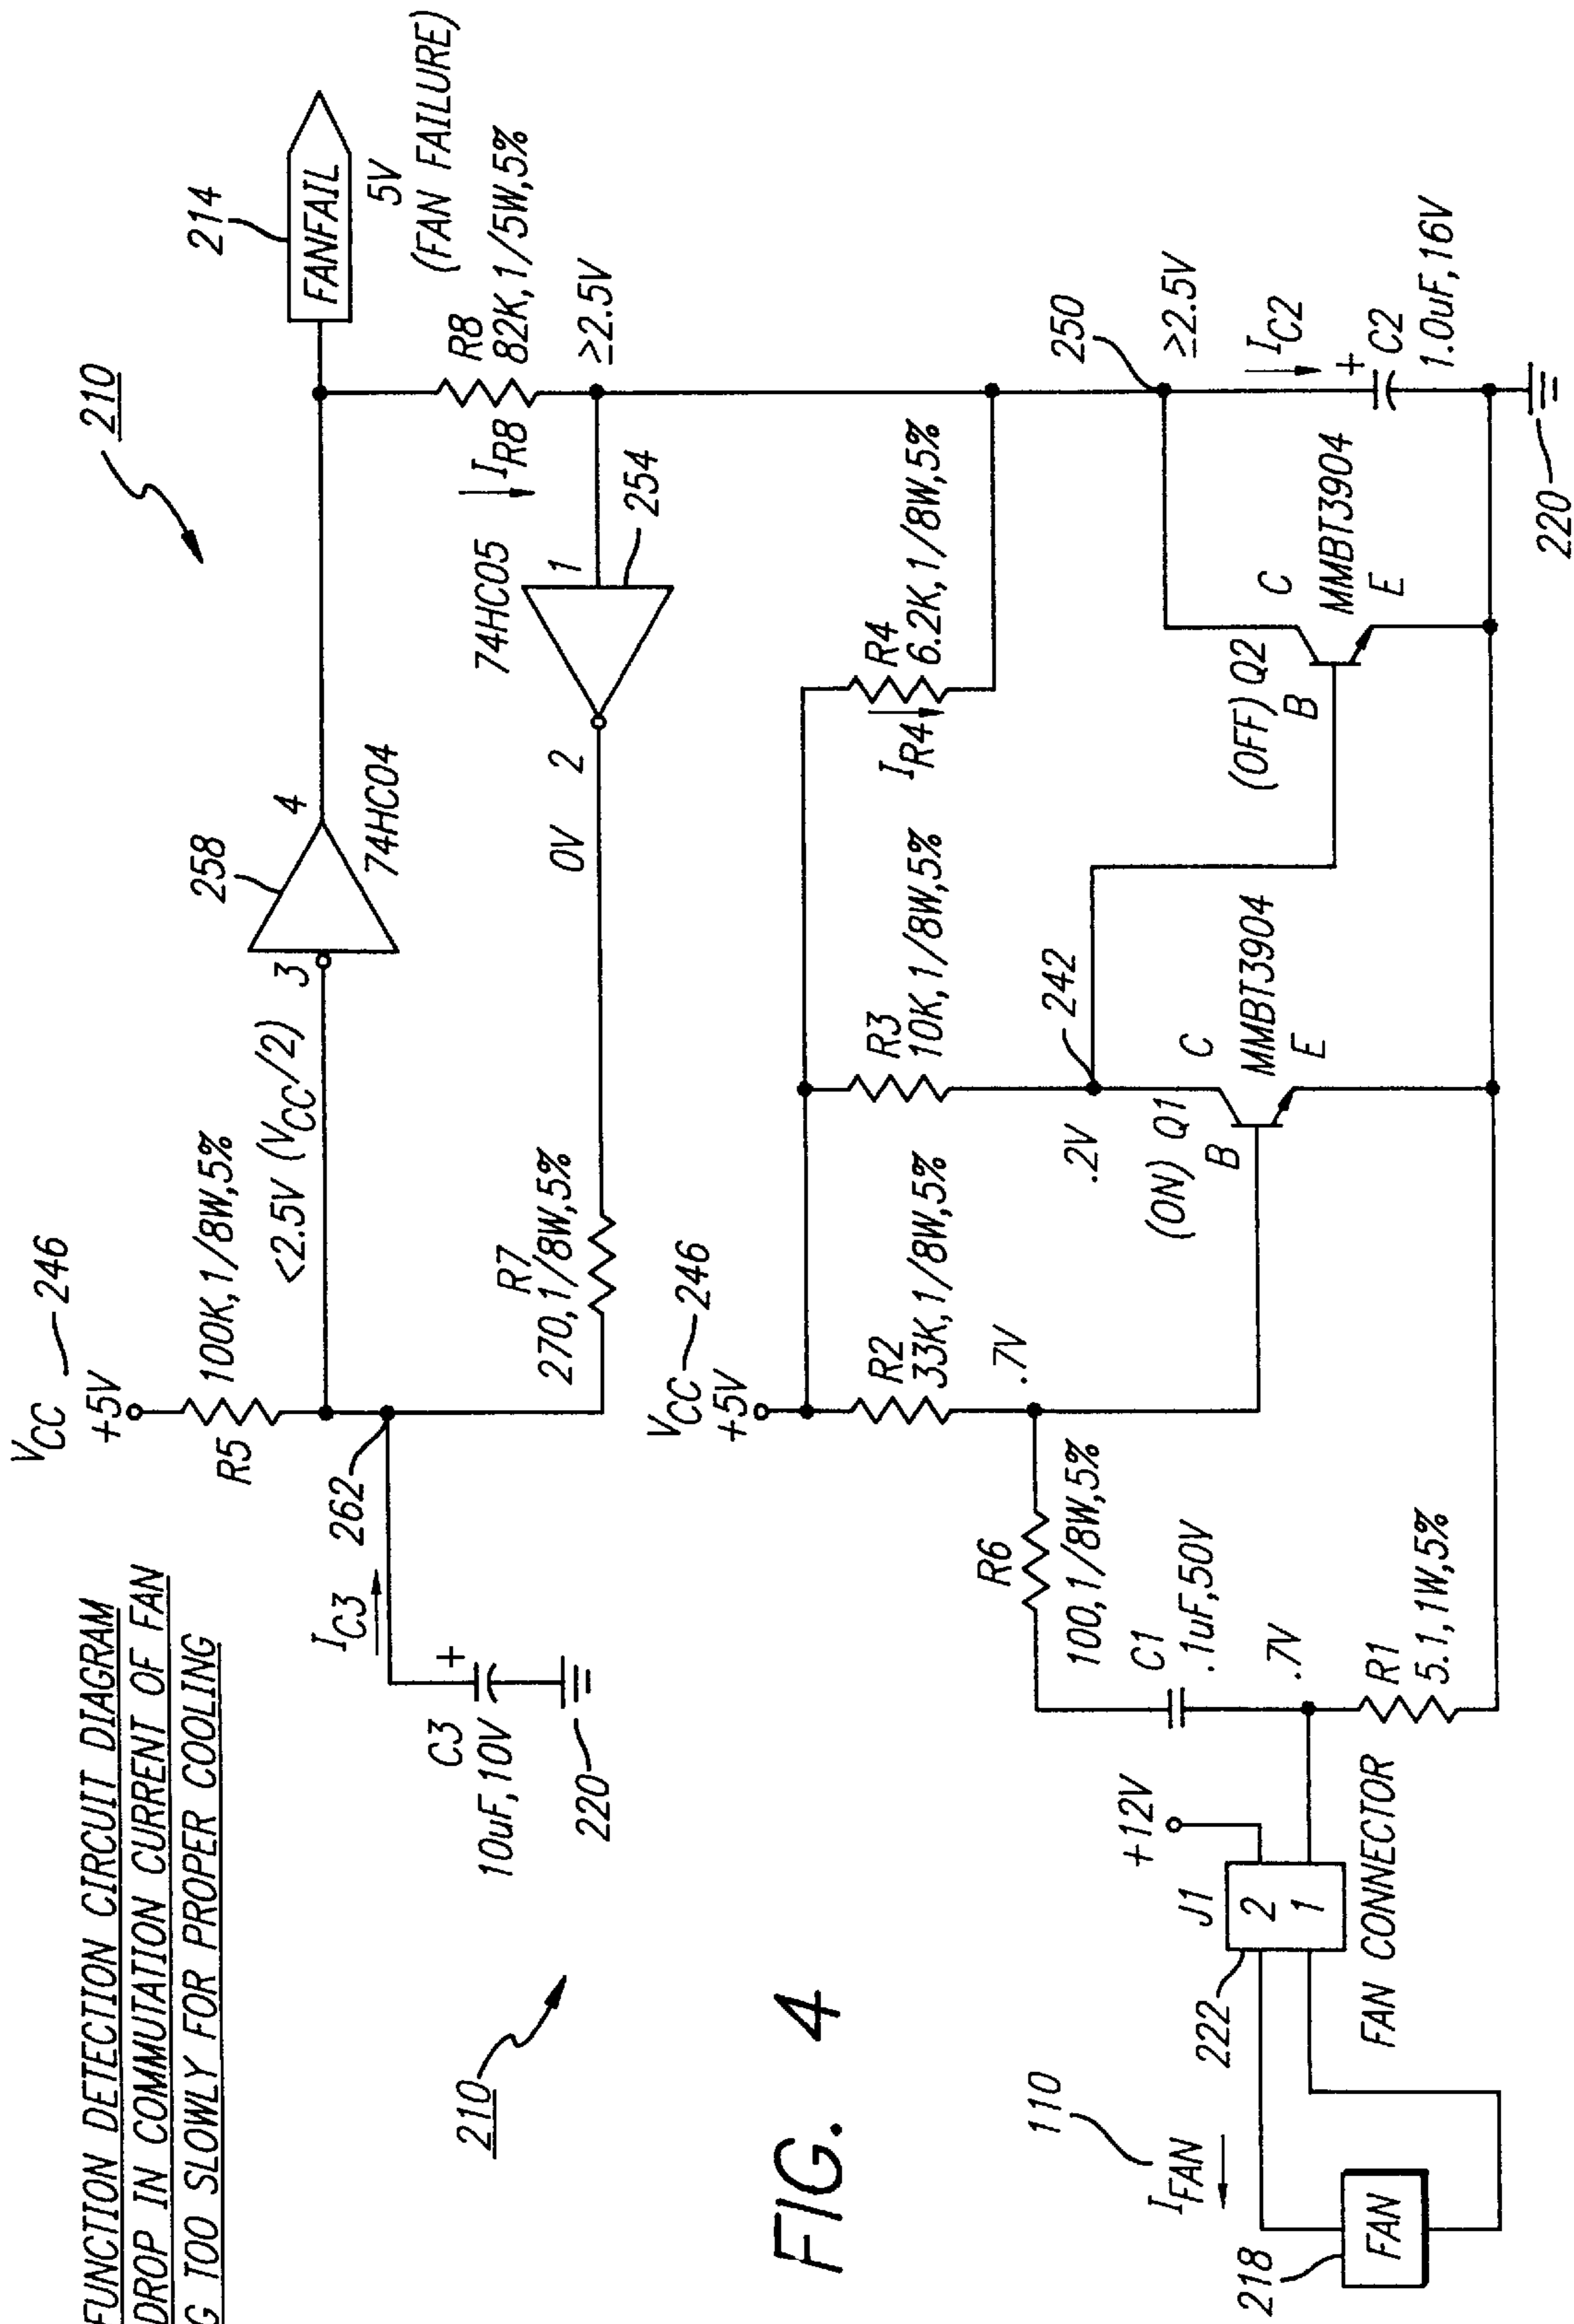 FUNCTION DETECTION CIRCUIT DIAGRAM
DROP IN COMMUTATION CURRENT OF FAN
G TOO SLOWLY FOR PROPER COOLING
210
VCC 246
+5V
R5
100K,1/8W,5%
<2.5V (VCC/2)
3
258
4
74HC04
214
FANFAIL
5V
(FAN FAILURE)
R8
82K,1/5W,5%
IR8
≥2.5V
74HC05
1
254
2
0V
R7
270,1/8W,5%
262
IC3
+
C3
10uF,10V
220
210
VCC 246
+5V
R2
33K,1/8W,5%
.7V
R3
10K,1/8W,5%
242
.2V
R4
6.2K,1/8W,5%
IR4
250
≥2.5V
IC2
+
C2
1.0uF,16V
220
(OFF) Q2
C
B
MMBT3904
E
(ON) Q1
C
B
MMBT3904
E
R6
100,1/8W,5%
C1
.1uF,50V
.7V
R1
5.1,1W,5%
+12V
J1
2
1
222
FAN CONNECTOR
110
IFAN
218
FAN
FIG. 4